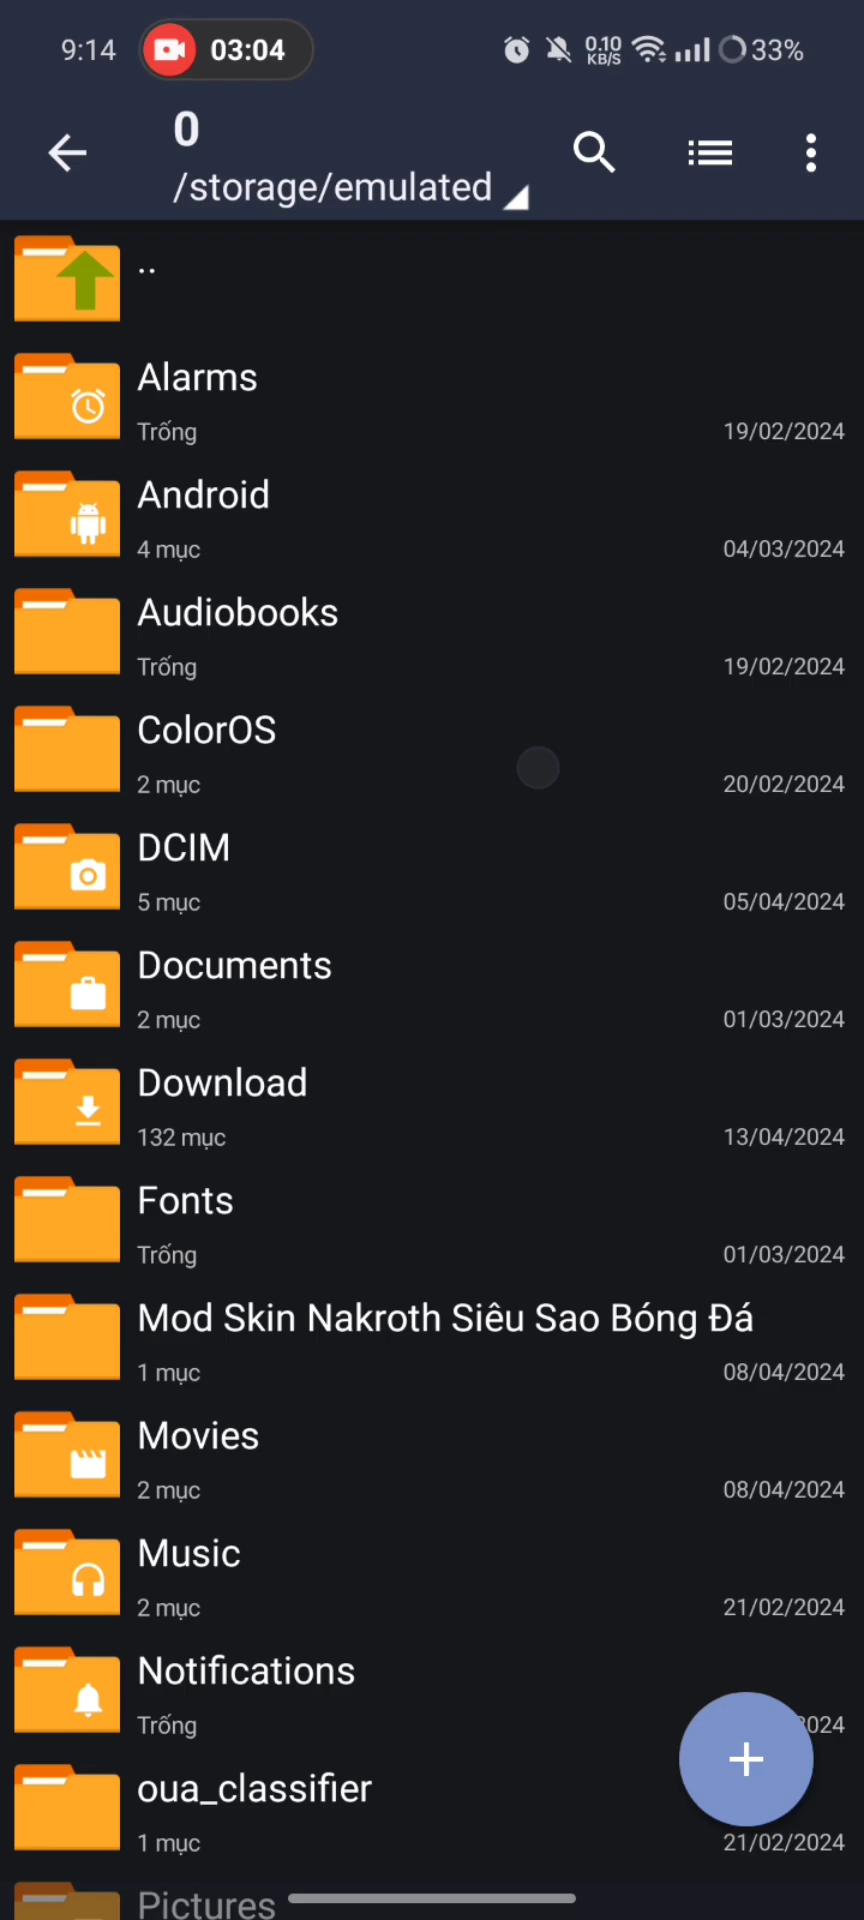 9:14 03:04 0.10 KB/S 33%
0
/storage/emulated
..
Alarms
Trống 19/02/2024
Android
4 mục 04/03/2024
Audiobooks
Trống 19/02/2024
ColorOS
2 mục 20/02/2024
DCIM
5 mục 05/04/2024
Documents
2 mục 01/03/2024
Download
132 mục 13/04/2024
Fonts
Trống 01/03/2024
Mod Skin Nakroth Siêu Sao Bóng Đá
1 mục 08/04/2024
Movies
2 mục 08/04/2024
Music
2 mục 21/02/2024
Notifications
Trống
oua_classifier
1 mục 21/02/2024
Pictures